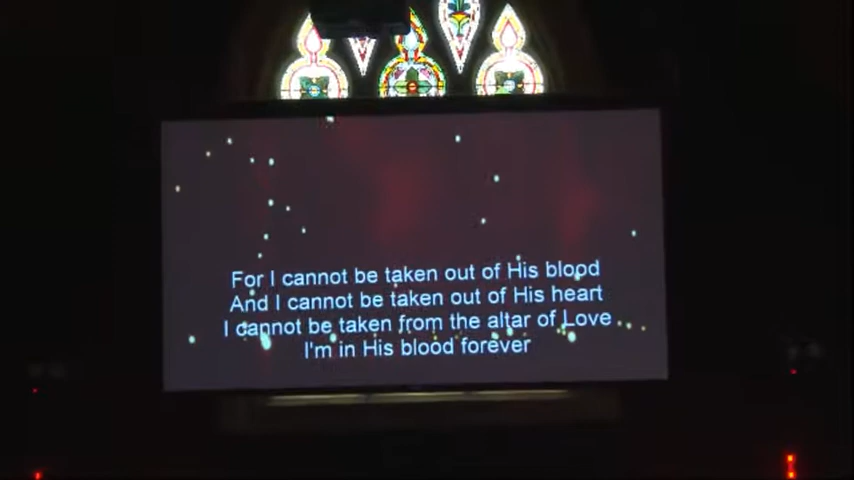 For I cannot be taken out of His blood
And I cannot be taken out of His heart
I cannot be taken from the altar of Love
I'm in His blood forever